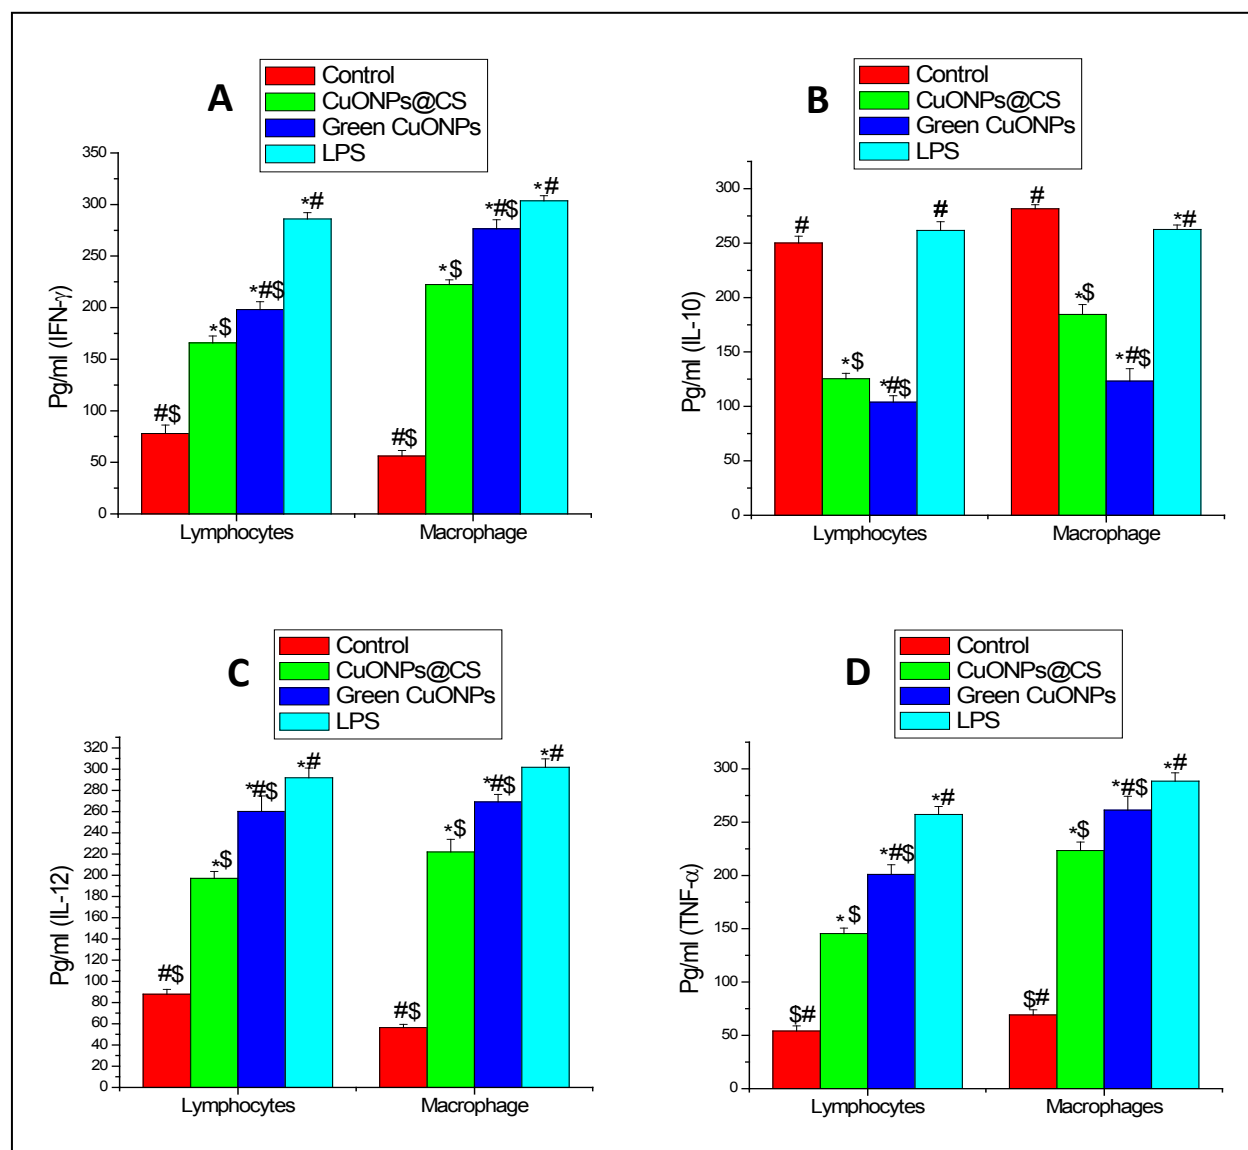 A
Control
CuONPs@CS
Green CuONPs
LPS
Pg/ml (IFN-γ)
350
300
250
200
150
100
50
0
#$
*$
*#$
*#
#$
*$
*#$
*#
Lymphocytes
Macrophage
B
Control
CuONPs@CS
Green CuONPs
LPS
Pg/ml (IL-10)
300
250
200
150
100
50
0
#
*$
*#$
#
#
*$
*#$
*#
Lymphocytes
Macrophage
C
Control
CuONPs@CS
Green CuONPs
LPS
Pg/ml (IL-12)
320
300
280
260
240
220
200
180
160
140
120
100
80
60
40
20
0
#$
*$
*#$
*#
#$
*$
*#$
*#
Lymphocytes
Macrophage
D
Control
CuONPs@CS
Green CuONPs
LPS
Pg/ml (TNF-α)
300
250
200
150
100
50
0
$#
* $
*#$
*#
$#
*$
*#$
*#
Lymphocytes
Macrophages